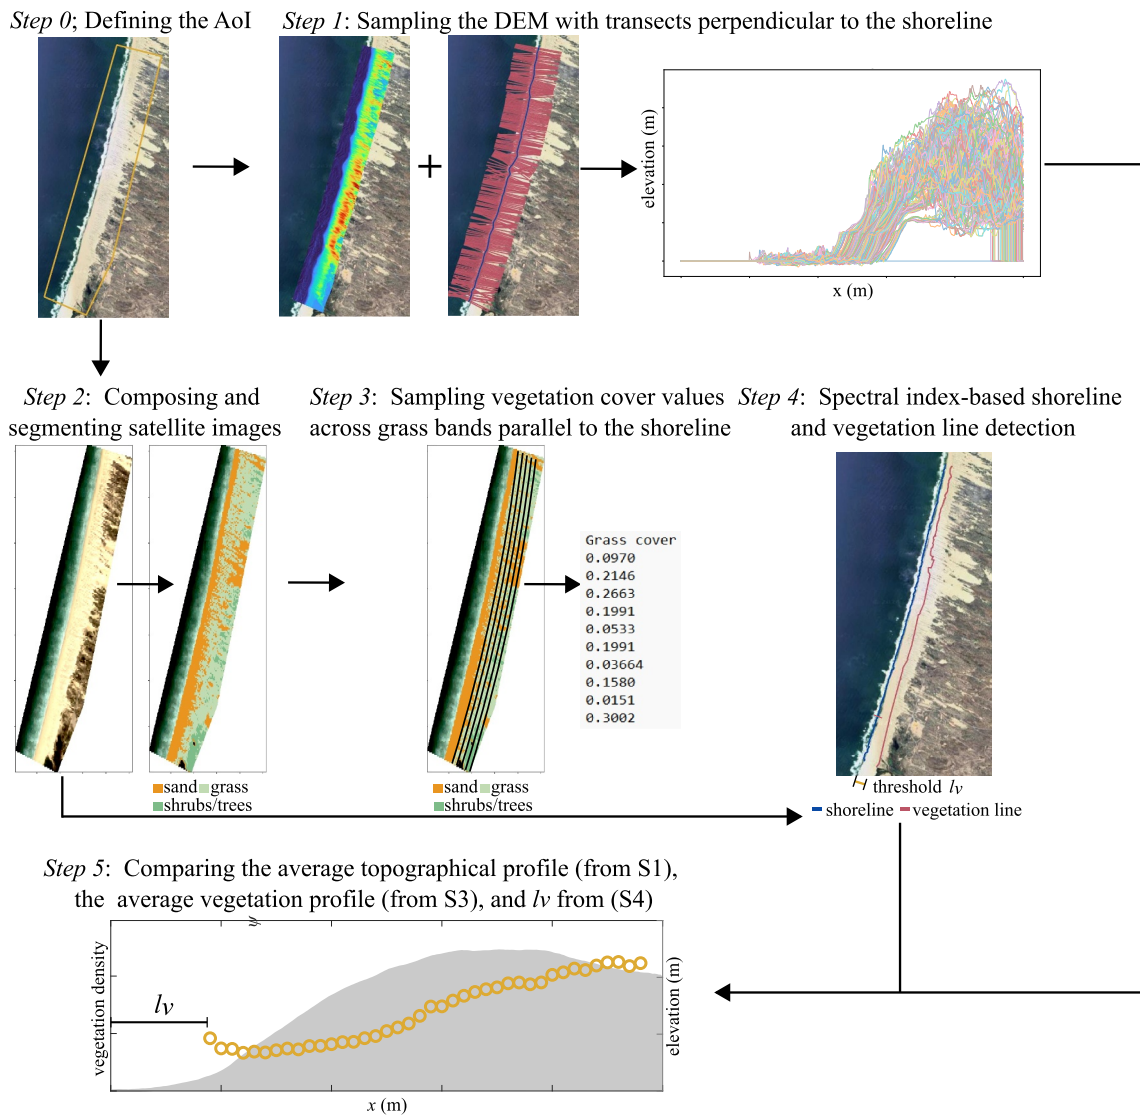 Step 0; Defining the AoI
Step 1: Sampling the DEM with transects perpendicular to the shoreline
+
elevation (m)
x (m)
Step 2: Composing and
segmenting satellite images
sand grass
shrubs/trees
Step 3: Sampling vegetation cover values
across grass bands parallel to the shoreline
Grass cover
0.0970
0.2146
0.2663
0.1991
0.0533
0.1991
0.03664
0.1580
0.0151
0.3002
sand grass
shrubs/trees
Step 4: Spectral index-based shoreline
and vegetation line detection
threshold lv
shoreline vegetation line
Step 5: Comparing the average topographical profile (from S1),
the average vegetation profile (from S3), and lv from (S4)
vegetation density
lv
elevation (m)
x (m)